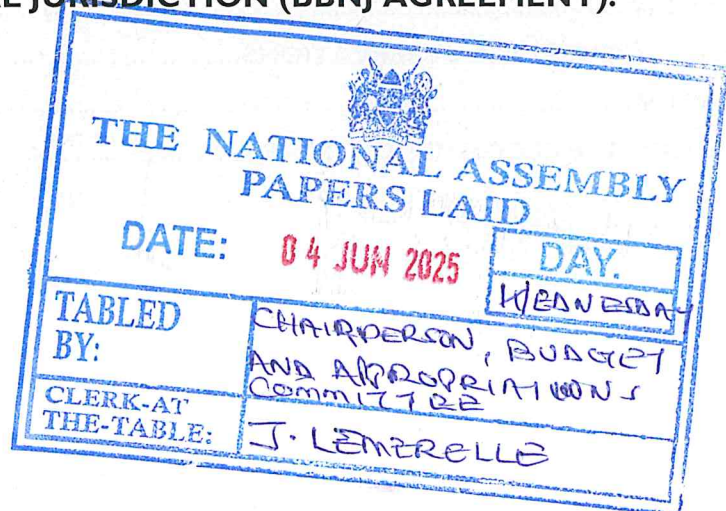 JURISDICTION (BBNJ AGREEMENT).
THE NATIONAL ASSEMBLY
PAPERS LAID
DATE: 04 JUN 2025
DAY.
WEDNESDAY
TABLED
BY:
CHAIRPERSON, BUDGET
AND APPROPRIATIONS
COMMITTEE
CLERK-AT
THE-TABLE:
J. LEMERELLE